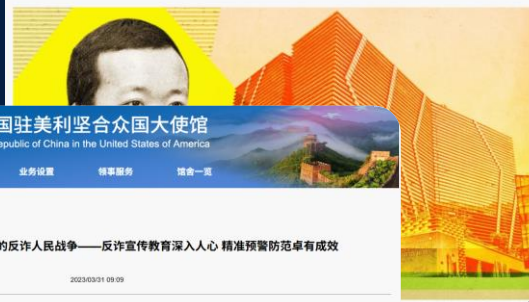 国驻美利坚合众国大使馆
epublic of China in the United States of America
业务设置 领事服务 馆舍一览
的反诈人民战争——反诈宣传教育深入人心 精准预警防范卓有成效
2023/03/31 09:09